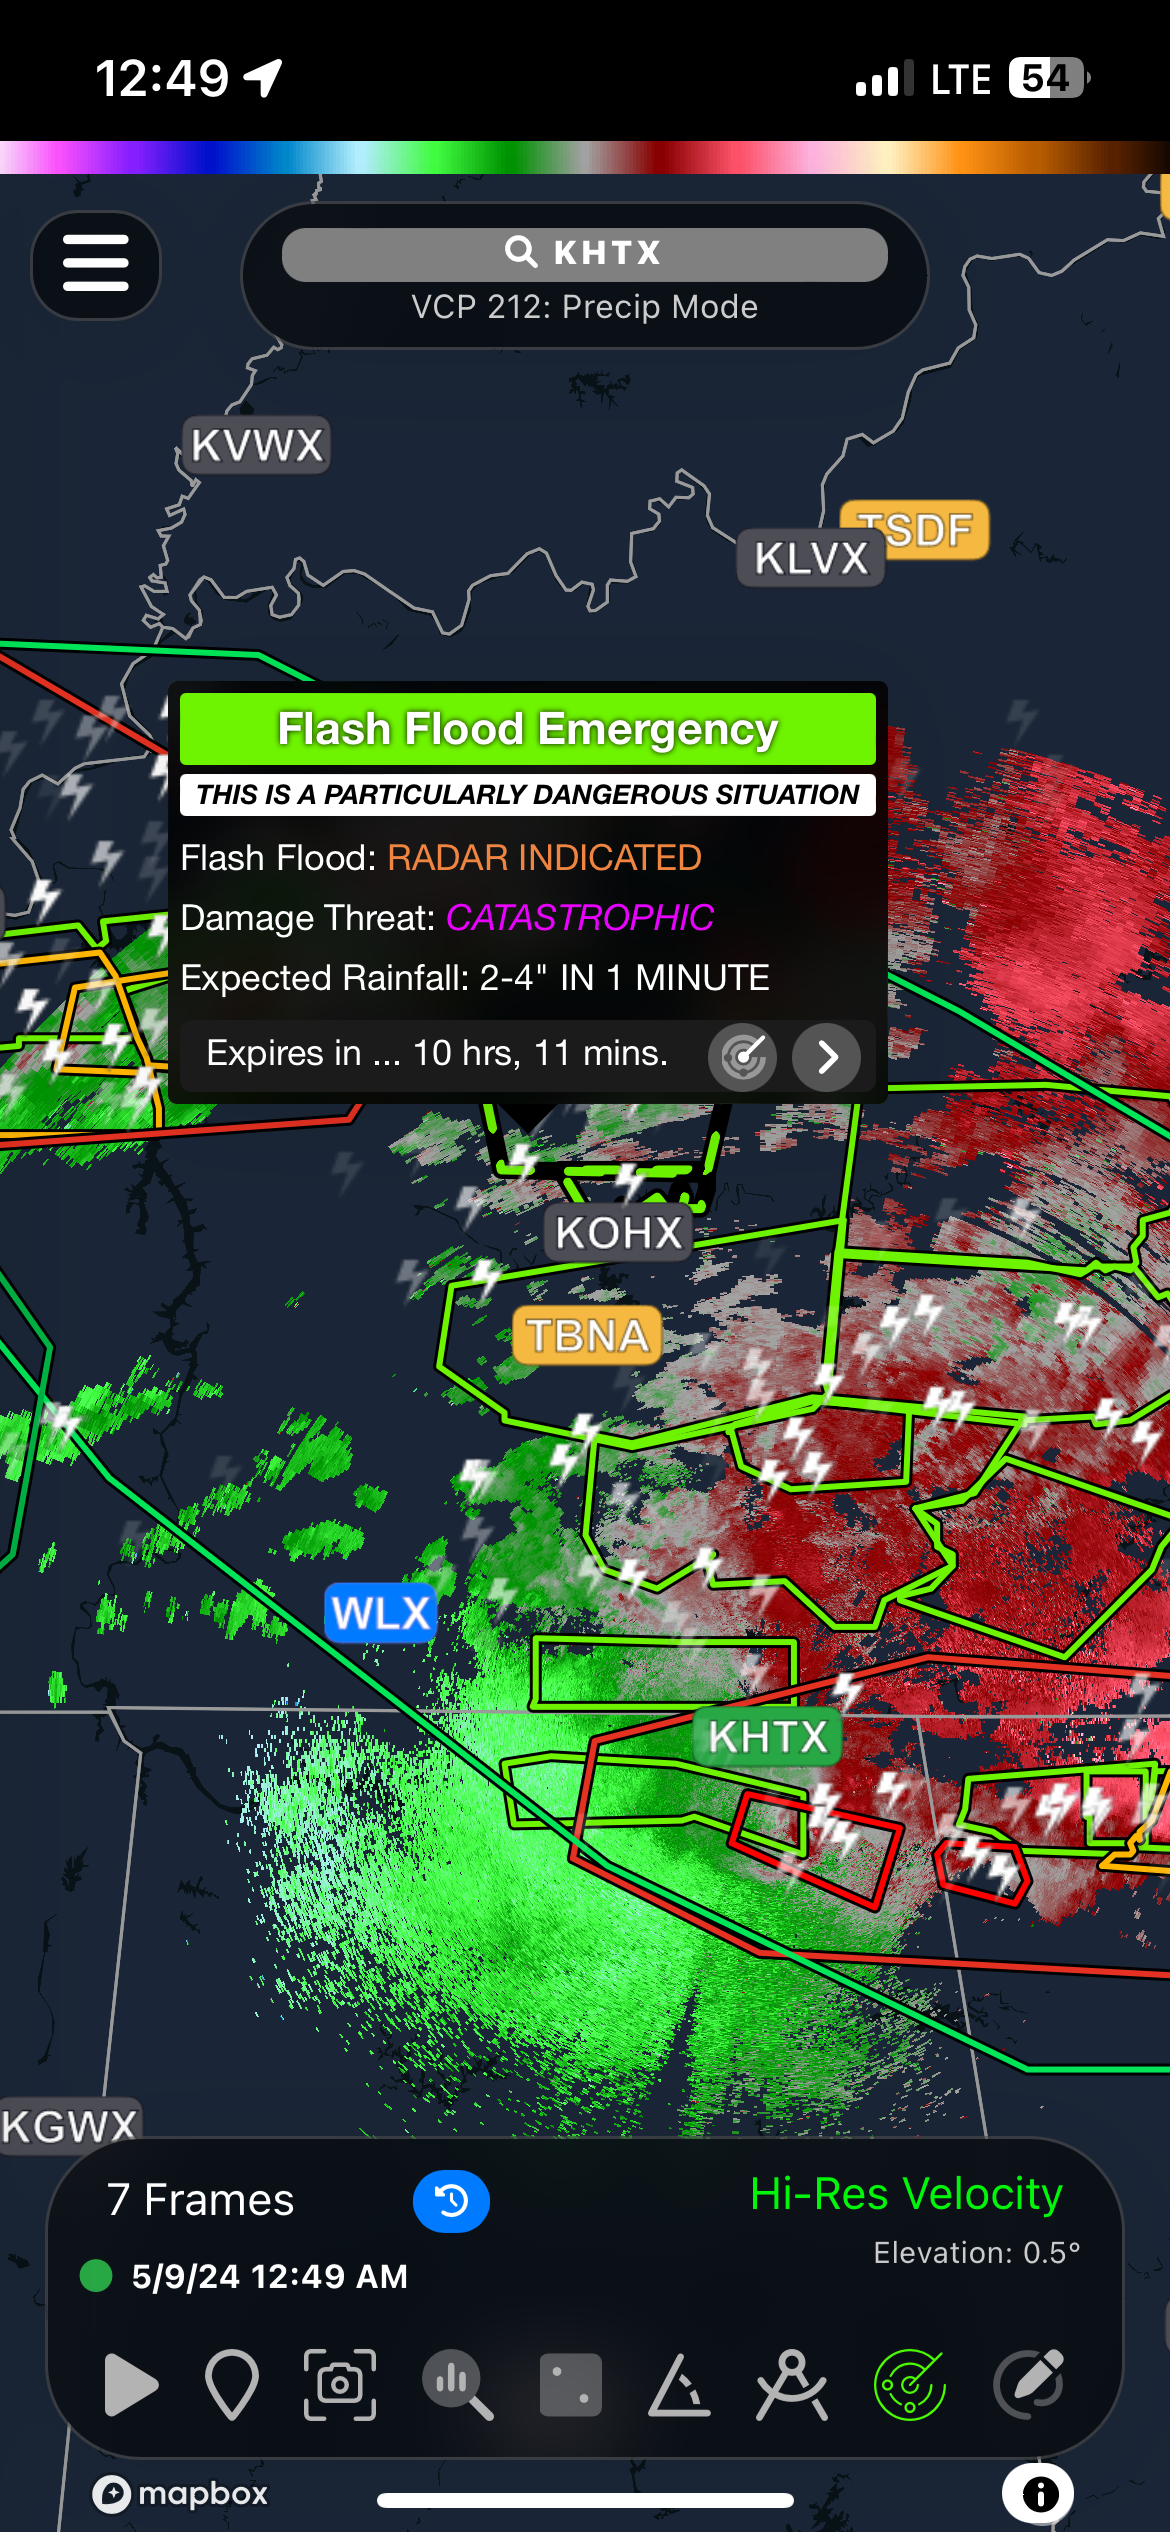 12:49
LTE 54
KHTX
VCP 212: Precip Mode
KVWX
TSDF
KLVX
Flash Flood Emergency
THIS IS A PARTICULARLY DANGEROUS SITUATION
Flash Flood: RADAR INDICATED
Damage Threat: CATASTROPHIC
Expected Rainfall: 2-4" IN 1 MINUTE
Expires in ... 10 hrs, 11 mins.
KOHX
TBNA
WLX
KHTX
KGWX
7 Frames
Hi-Res Velocity
Elevation: 0.5°
5/9/24 12:49 AM
mapbox